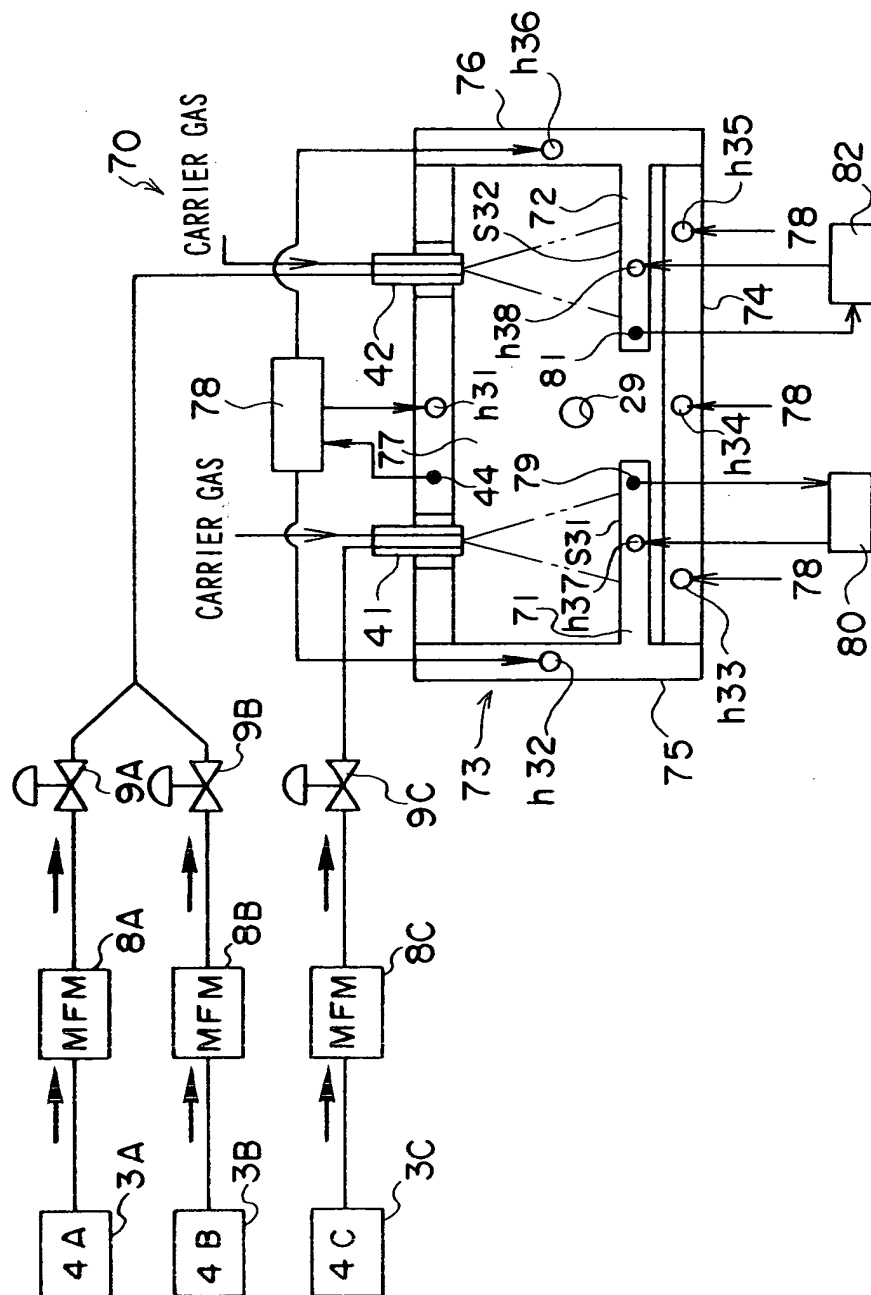 70
CARRIER GAS
76
h36
78
42
S32
72
h35
82
CARRIER GAS
77
h31
44
h38
81
29
74
78
h34
78
41
79
S31
h37
71
78
80
h33
73
h32
75
9A
9B
9C
MFM
8A
MFM
8B
MFM
8C
4A
3A
4B
3B
4C
3C